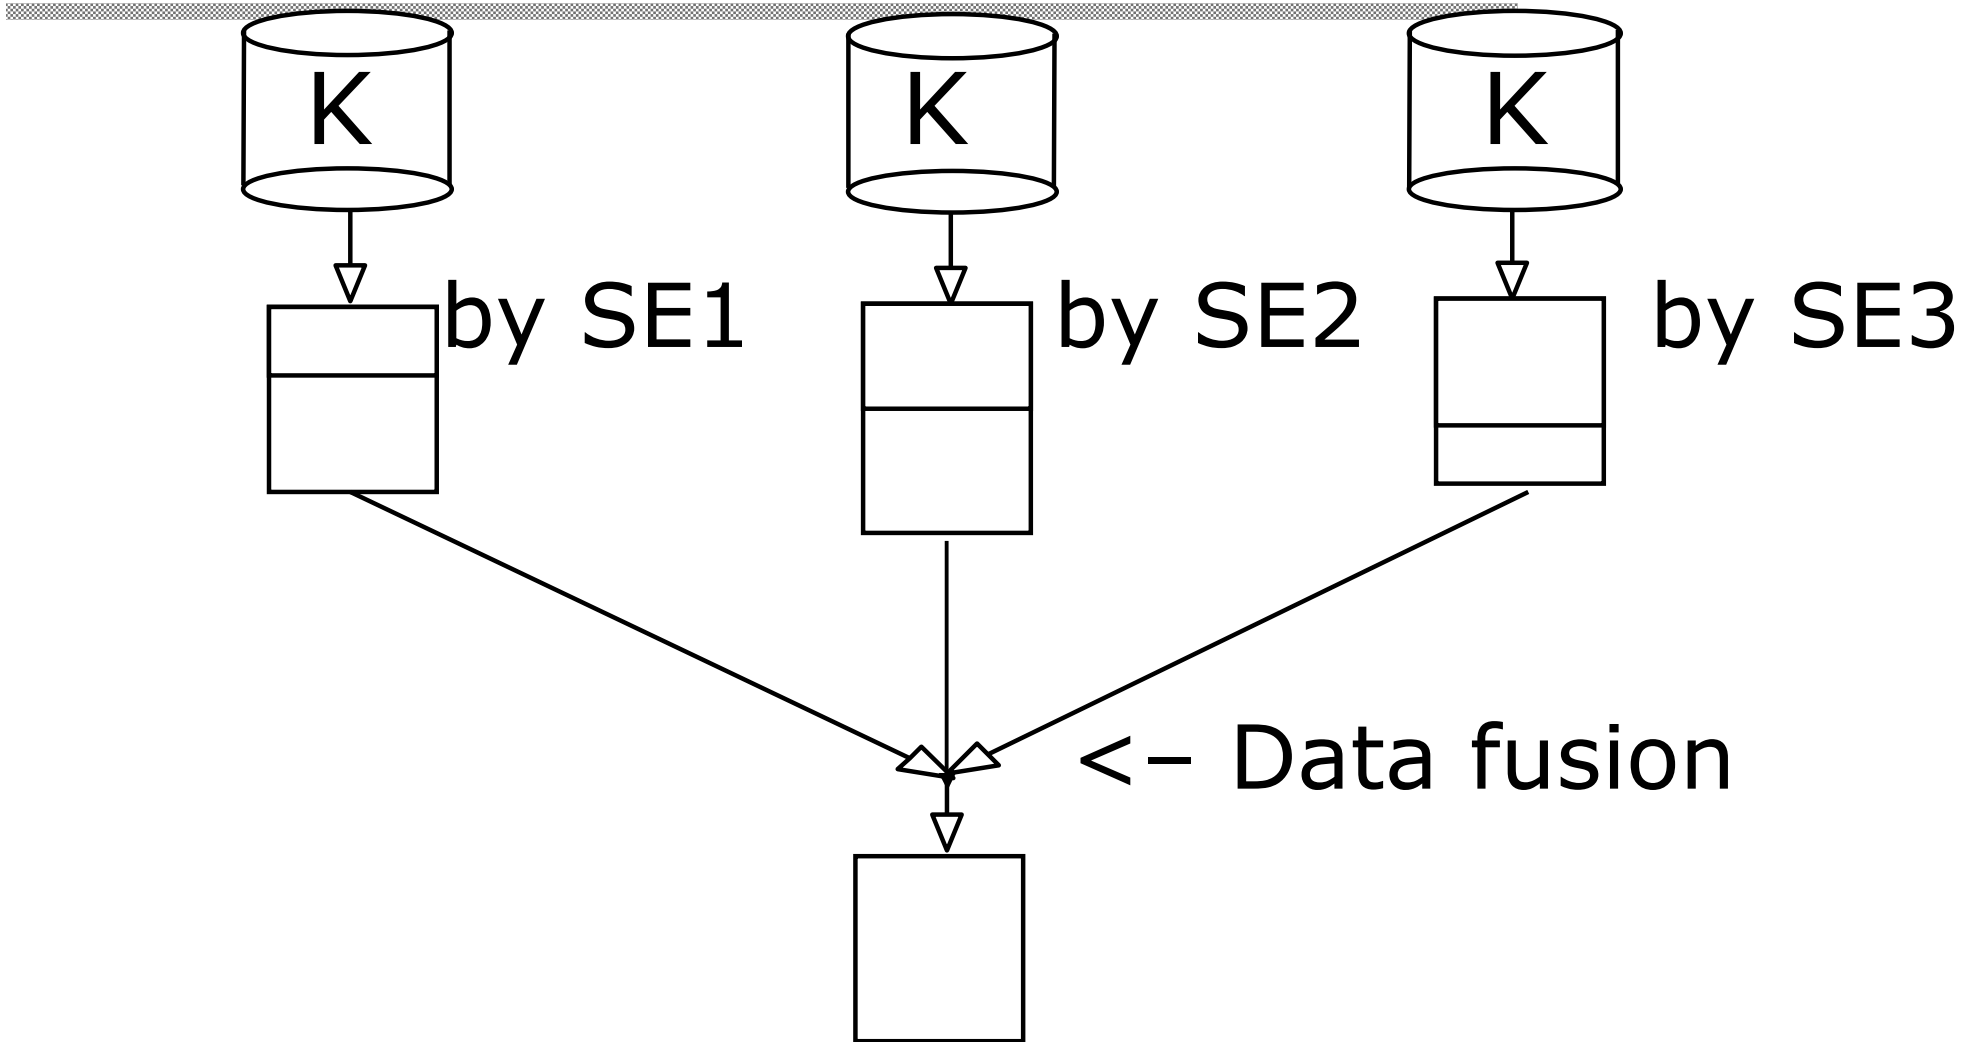 K K K
by SE1 by SE2 by SE3
<– Data fusion